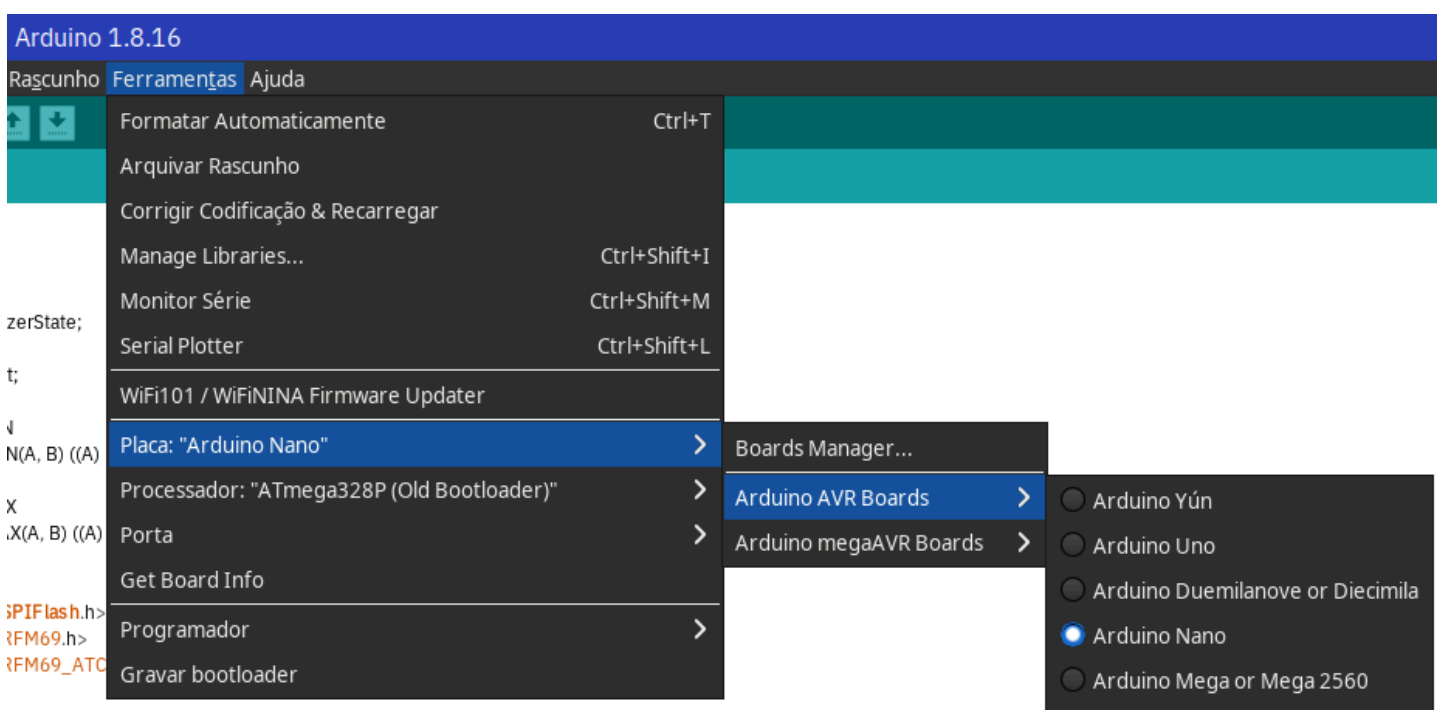 Arduino 1.8.16
Rascunho Ferramentas Ajuda
Formatar Automaticamente Ctrl+T
Arquivar Rascunho
Corrigir Codificação & Recarregar
Manage Libraries... Ctrl+Shift+I
Monitor Série Ctrl+Shift+M
zerState;
Serial Plotter Ctrl+Shift+L
t;
WiFi101 / WiFiNINA Firmware Updater
N
Placa: "Arduino Nano"
Boards Manager...
N(A, B) ((A)
Processador: "ATmega328P (Old Bootloader)"
Arduino AVR Boards
Arduino Yún
X
X(A, B) ((A)
Porta
Arduino megaAVR Boards
Arduino Uno
Get Board Info
Arduino Duemilanove or Diecimila
SPIFlash.h>
Programador
Arduino Nano
RFM69.h>
RFM69_ATC
Gravar bootloader
Arduino Mega or Mega 2560